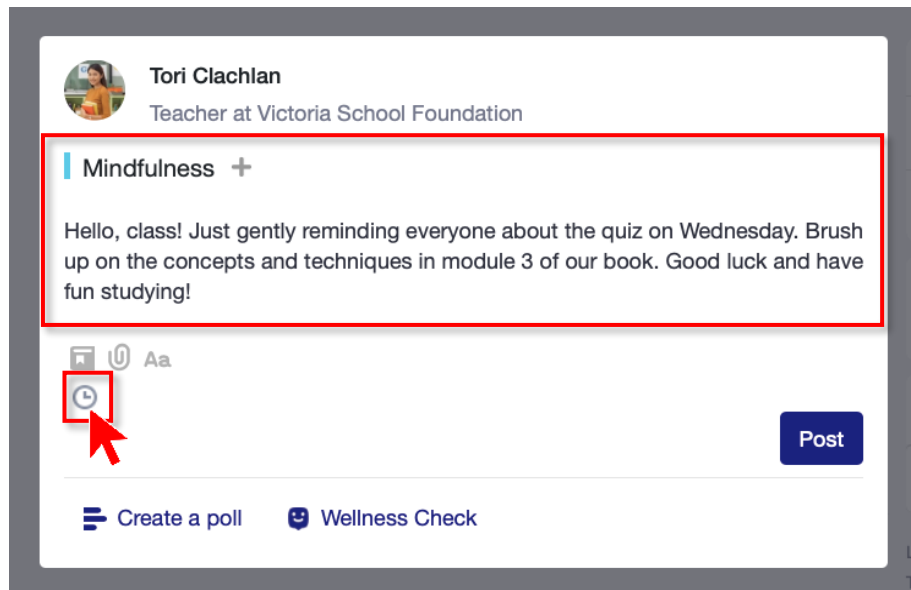 Tori Clachlan
Teacher at Victoria School Foundation
Mindfulness +
Hello, class! Just gently reminding everyone about the quiz on Wednesday. Brush
up on the concepts and techniques in module 3 of our book. Good luck and have
fun studying!
Aa
Post
Create a poll Wellness Check